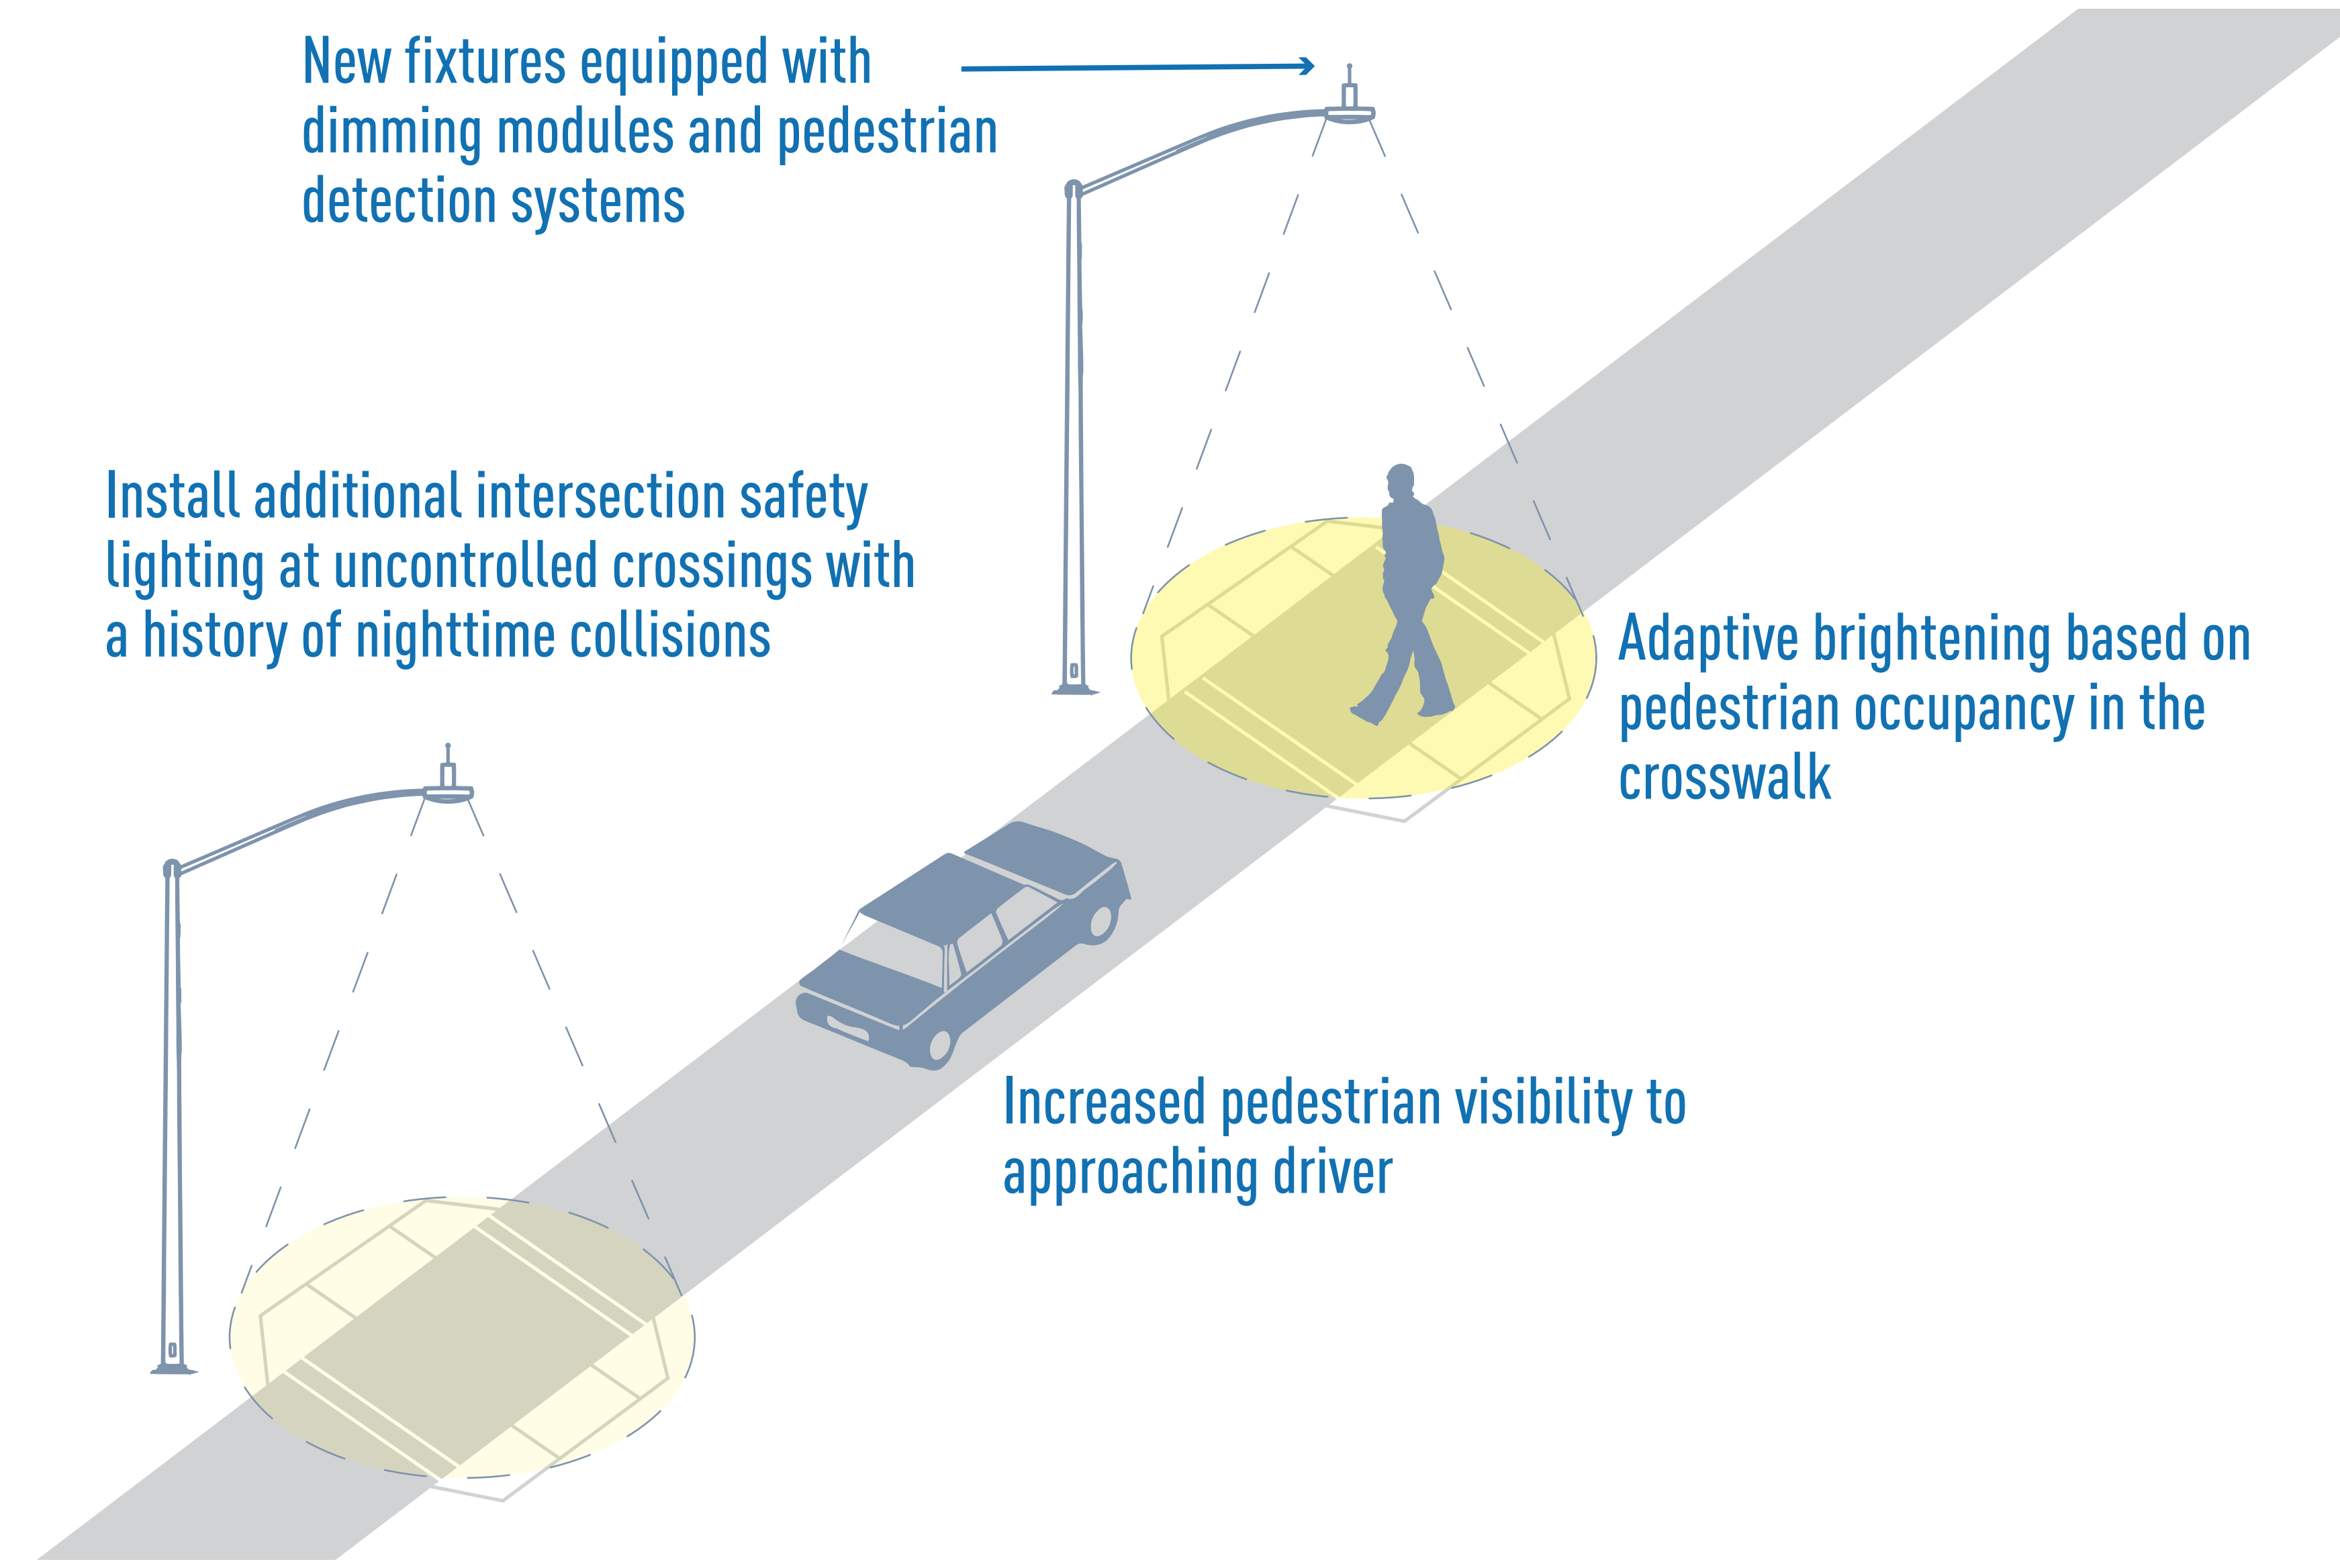 New fixtures equipped with
dimming modules and pedestrian
detection systems
Install additional intersection safety
lighting at uncontrolled crossings with
a history of nighttime collisions
Adaptive brightening based on
pedestrian occupancy in the
crosswalk
Increased pedestrian visibility to
approaching driver